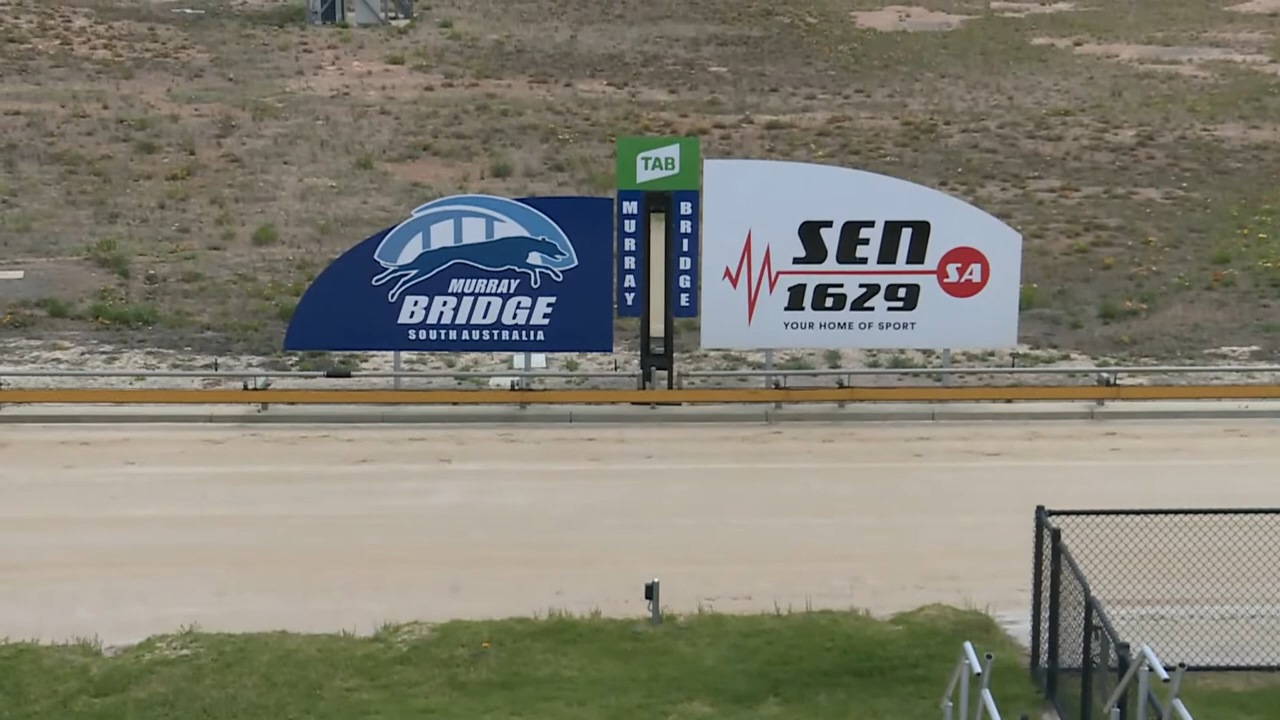 TAB
MURRAY
BRIDGE
MURRAY
BRIDGE
SOUTH AUSTRALIA
SEN
SA
1629
YOUR HOME OF SPORT